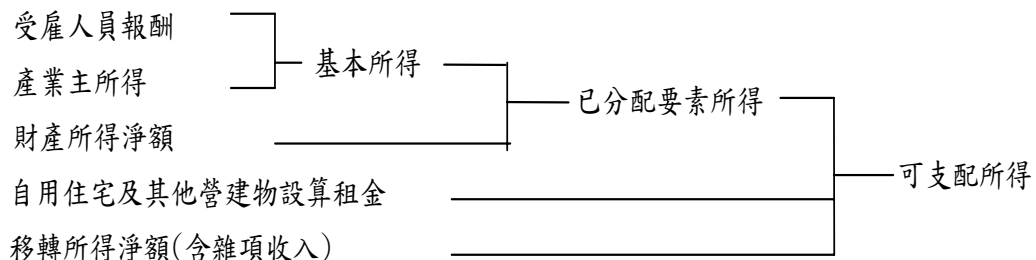 受雇人員報酬
基本所得
產業主所得
已分配要素所得
財產所得淨額
可支配所得
自用住宅及其他營建物設算租金
移轉所得淨額(含雜項收入)